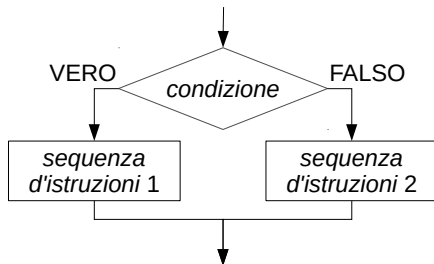 VERO
FALSO
condizione
sequenza
d'istruzioni 1
sequenza
d'istruzioni 2